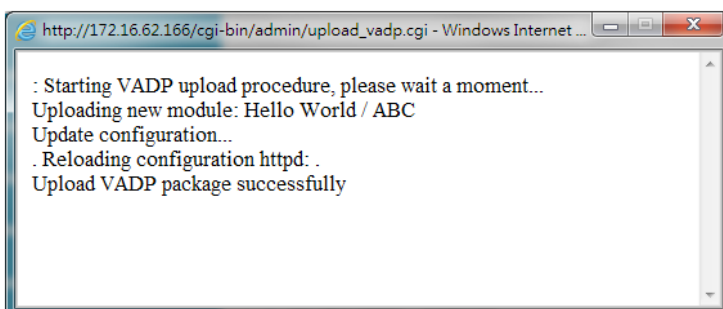 http://172.16.62.166/cgi-bin/admin/upload_vadp.cgi - Windows Internet ...
: Starting VADP upload procedure, please wait a moment...
Uploading new module: Hello World / ABC
Update configuration...
. Reloading configuration httpd: .
Upload VADP package successfully